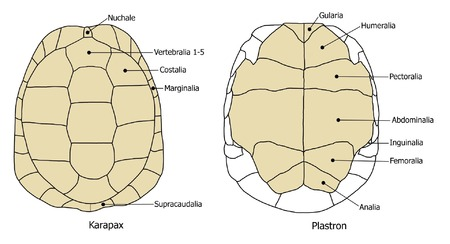 Nuchale
Vertebralia 1-5
Costalia
Marginalia
Supracaudalia
Karapax
Gularia
Humeralia
Pectoralia
Abdominalia
Inguinalia
Femoralia
Analia
Plastron